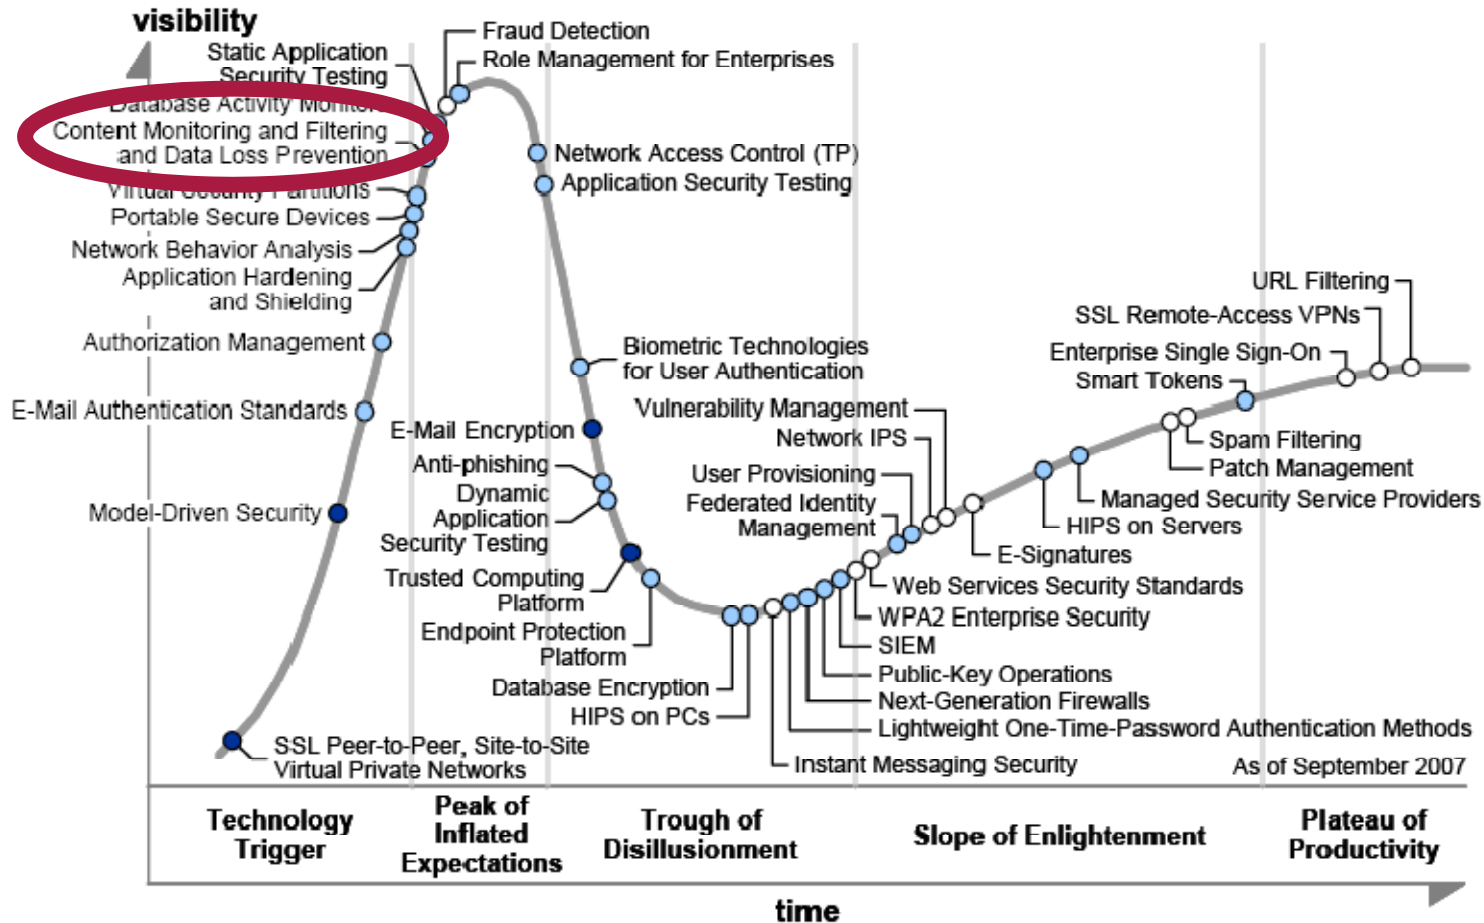 visibility
Fraud Detection
Role Management for Enterprises
Static Application
Security Testing
Database Activity Monitors
Content Monitoring and Filtering
and Data Loss Prevention
Virtual Security Partitions
Portable Secure Devices
Network Behavior Analysis
Application Hardening
and Shielding
Authorization Management
E-Mail Authentication Standards
Model-Driven Security
SSL Peer-to-Peer, Site-to-Site
Virtual Private Networks
Network Access Control (TP)
Application Security Testing
Biometric Technologies
for User Authentication
E-Mail Encryption
Anti-phishing
Dynamic
Application
Security Testing
Trusted Computing
Platform
Endpoint Protection
Platform
Database Encryption
HIPS on PCs
Vulnerability Management
Network IPS
User Provisioning
Federated Identity
Management
URL Filtering
SSL Remote-Access VPNs
Enterprise Single Sign-On
Smart Tokens
Spam Filtering
Patch Management
Managed Security Service Providers
HIPS on Servers
E-Signatures
Web Services Security Standards
WPA2 Enterprise Security
SIEM
Public-Key Operations
Next-Generation Firewalls
Lightweight One-Time-Password Authentication Methods
Instant Messaging Security
As of September 2007
Technology
Trigger
Peak of
Inflated
Expectations
Trough of
Disillusionment
Slope of Enlightenment
Plateau of
Productivity
time